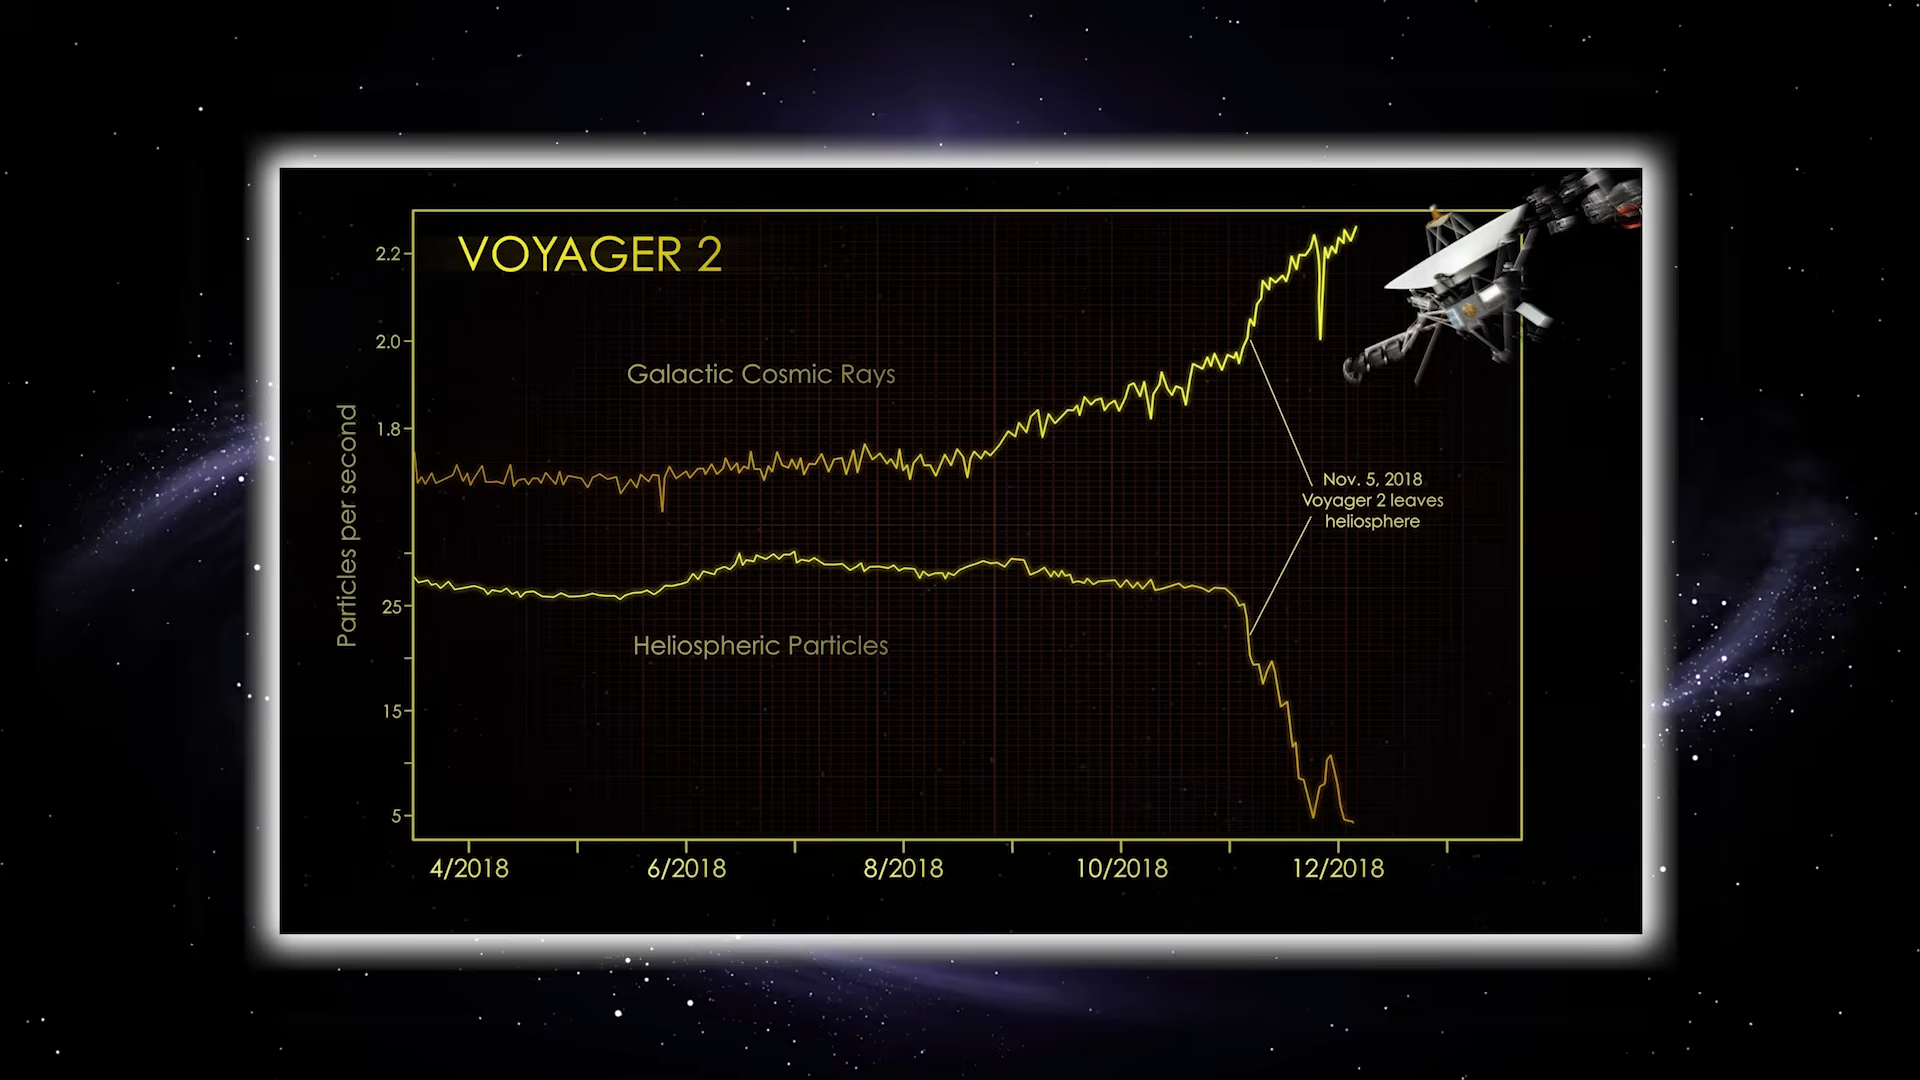 VOYAGER 2
2.2
2.0
1.8
25
15
5
Particles per second
Galactic Cosmic Rays
Nov. 5, 2018
Voyager 2 leaves
heliosphere
Heliospheric Particles
4/2018 6/2018 8/2018 10/2018 12/2018